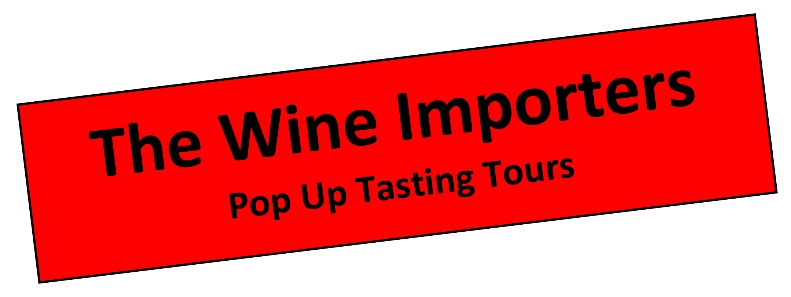 The Wine Importers
Pop Up Tasting Tours